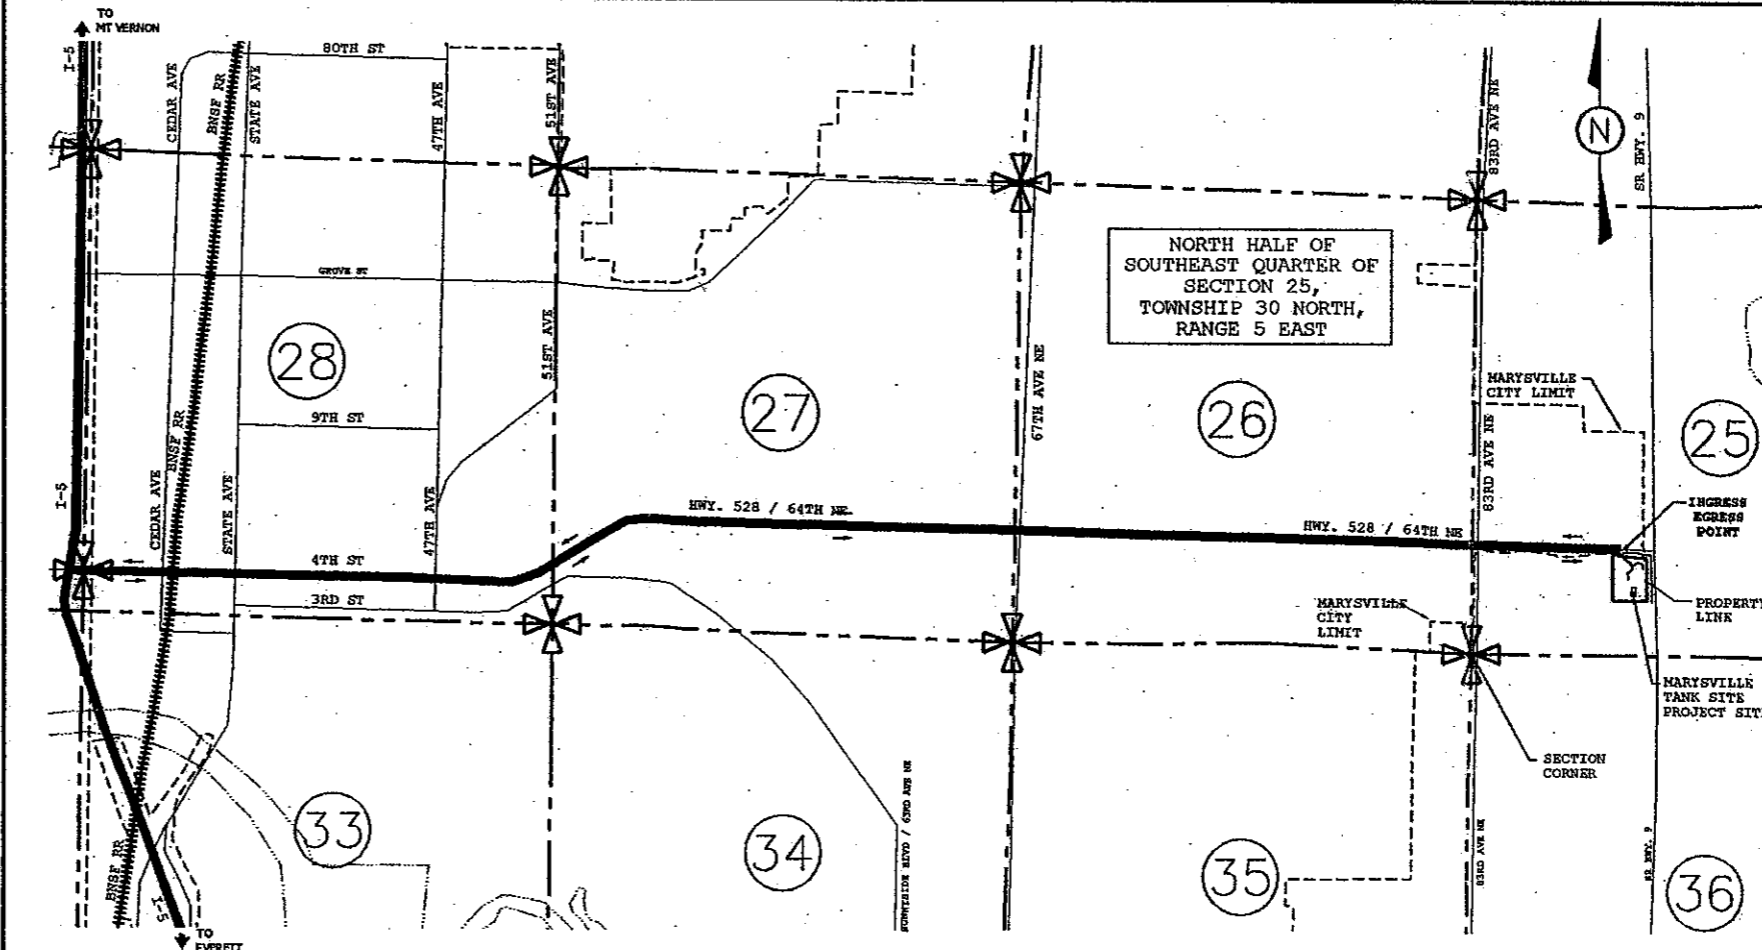 TO
MT VERNON
I-5
80TH ST
CEDAR AVE
BNSF RR
STATE AVE
47TH AVE
51ST AVE
83RD AVE NE
N
SR HWY. 9
GROVE ST
NORTH HALF OF
SOUTHEAST QUARTER OF
SECTION 25,
TOWNSHIP 30 NORTH,
RANGE 5 EAST
28
51ST AVE
27
67TH AVE NE
26
MARYSVILLE
CITY LIMIT
25
9TH ST
BNSF RR
I-5
CEDAR AVE
STATE AVE
47TH AVE
83RD AVE NE
HWY. 528 / 64TH NE
HWY. 528 / 64TH NE
INGRESS
EGRESS
POINT
4TH ST
3RD ST
MARYSVILLE
CITY
LIMIT
PROPERTY
LINK
MARYSVILLE
TANK SITE
PROJECT SITE
SECTION
CORNER
33
34
35
36
SUNNYSIDE BLVD / 63RD AVE NE
83RD AVE NE
SR HWY. 9
BNSF RR
I-5
TO
EVERETT